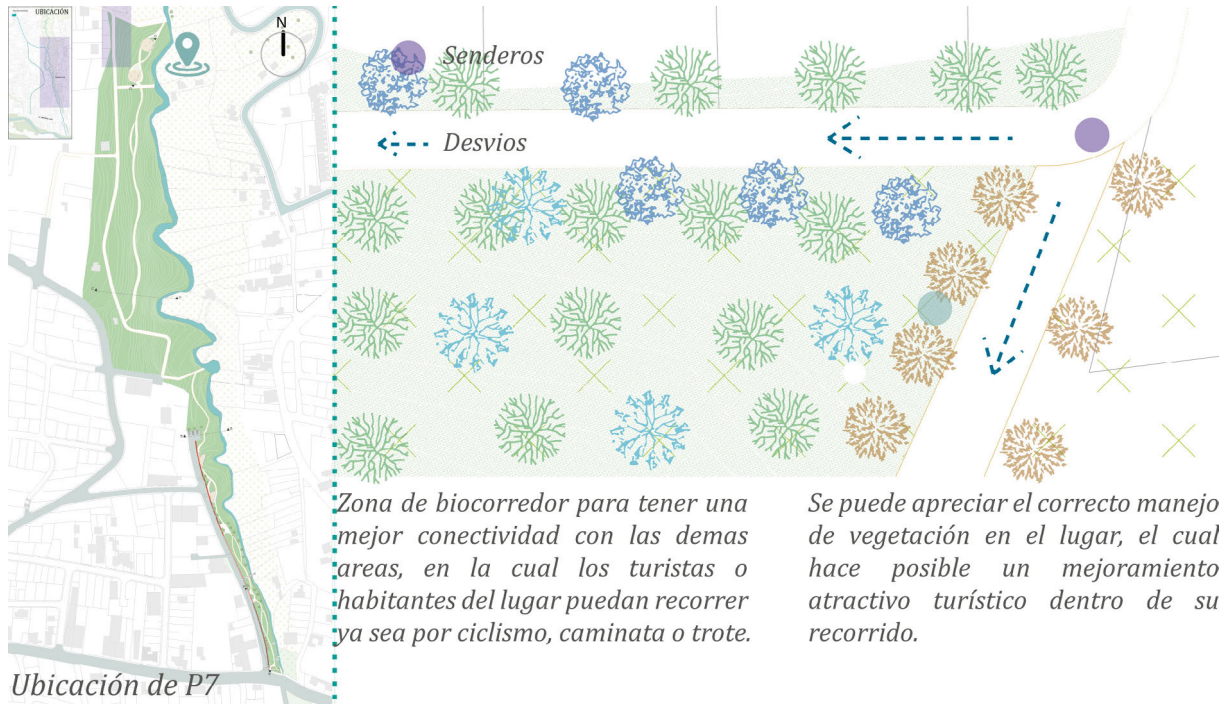 UBICACIÓN
N
Senderos
Desvios
Zona de biocorredor para tener una
mejor conectividad con las demas
areas, en la cual los turistas o
habitantes del lugar puedan recorrer
ya sea por ciclismo, caminata o trote.
Se puede apreciar el correcto manejo
de vegetación en el lugar, el cual
hace posible un mejoramiento
atractivo turístico dentro de su
recorrido.
Ubicación de P7